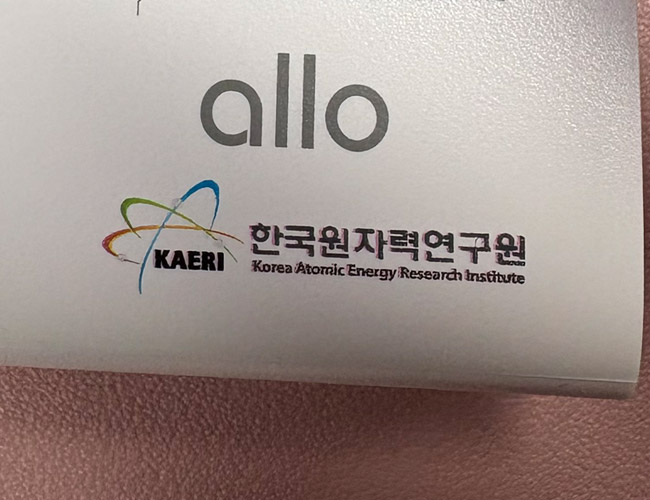 allo
KAERI
한국원자력연구원
Korea Atomic Energy Research Institute